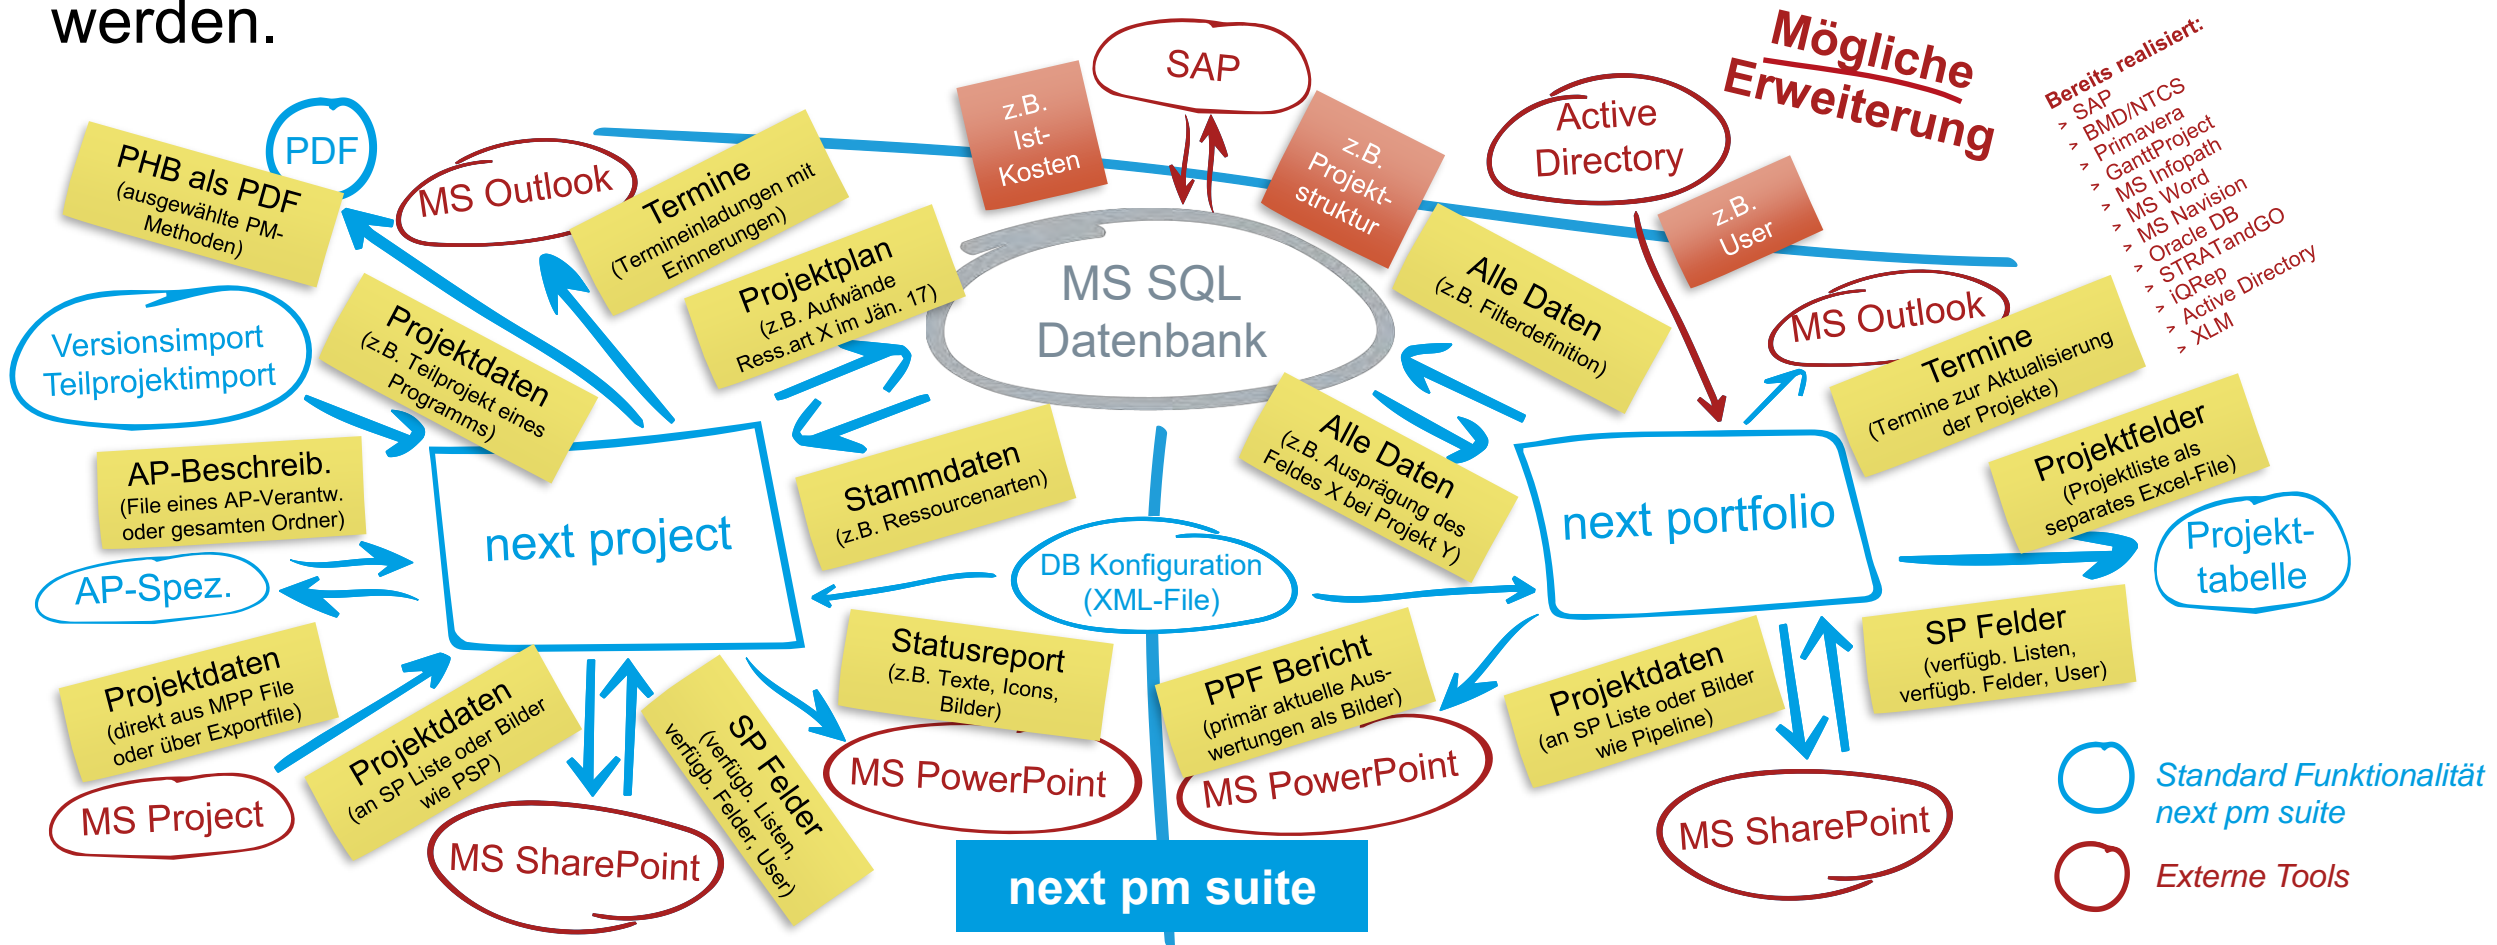 werden.
SAP
Mögliche
Erweiterung
Bereits realisiert:
> SAP
> BMD/NTCS
> Primavera
> GanttProject
> MS Infopath
> MS Word
> MS Navision
> Oracle DB
> STRATandGO
> iQRep
> Active Directory
> XLM
z.B.
Ist-
Kosten
z.B.
Projekt-
struktur
Active
Directory
z.B.
User
PDF
PHB als PDF
(ausgewählte PM-
Methoden)
MS Outlook
Termine
(Termineinladungen mit
Erinnerungen)
Projektplan
(z.B. Aufwände
Ress.art X im Jän. 17)
MS SQL
Datenbank
Alle Daten
(z.B. Filterdefinition)
MS Outlook
Termine
(Termine zur Aktualisierung
der Projekte)
Versionsimport
Teilprojektimport
Projektdaten
(z.B. Teilprojekt eines
Programms)
Alle Daten
(z.B. Ausprägung des
Feldes X bei Projekt Y)
Projektfelder
(Projektliste als
separates Excel-File)
AP-Beschreib.
(File eines AP-Verantw.
oder gesamten Ordner)
Stammdaten
(z.B. Ressourcenarten)
next project
next portfolio
Projekt-
tabelle
AP-Spez.
DB Konfiguration
(XML-File)
Projektdaten
(direkt aus MPP File
oder über Exportfile)
Projektdaten
(an SP Liste oder Bilder
wie PSP)
SP Felder
(verfügb. Listen,
verfügb. Felder, User)
Statusreport
(z.B. Texte, Icons,
Bilder)
PPF Bericht
(primär aktuelle Aus-
wertungen als Bilder)
Projektdaten
(an SP Liste oder Bilder
wie Pipeline)
SP Felder
(verfügb. Listen,
verfügb. Felder, User)
MS Project
MS SharePoint
MS PowerPoint
MS PowerPoint
MS SharePoint
next pm suite
Standard Funktionalität
next pm suite
Externe Tools